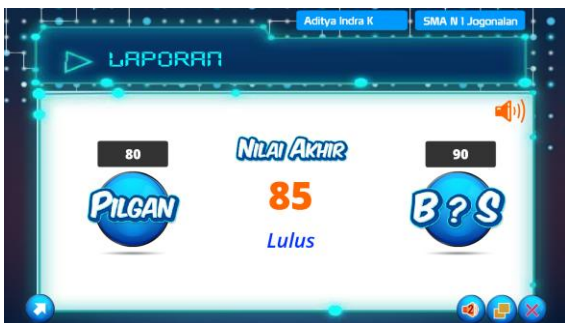 Aditya Indra K
SMA N 1 Jogonalan
LAPORAN
80
NILAI AKHIR
90
PILGAN
85
B ? S
Lulus